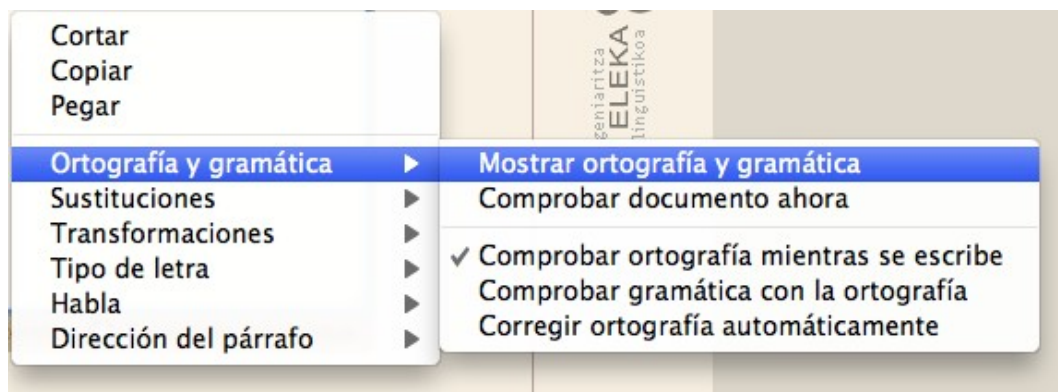 Cortar
Copiar
Pegar
Ortografía y gramática
Sustituciones
Transformaciones
Tipo de letra
Habla
Dirección del párrafo
Mostrar ortografía y gramática
Comprobar documento ahora
Comprobar ortografía mientras se escribe
Comprobar gramática con la ortografía
Corregir ortografía automáticamente
geniaritza
ELEKA
linguistikoa